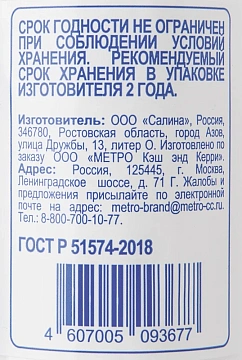 СРОК ГОДНОСТИ НЕ ОГРАНИЧЕН
ПРИ СОБЛЮДЕНИИ УСЛОВИЙ
ХРАНЕНИЯ. РЕКОМЕНДУЕМЫЙ
СРОК ХРАНЕНИЯ В УПАКОВКЕ
ИЗГОТОВИТЕЛЯ 2 ГОДА.
Изготовитель: ООО «Салина», Россия,
346780, Ростовская область, город Азов,
улица Дружбы, 13, литер О. Изготовлено по
заказу ООО «МЕТРО Кэш энд Керри».
Адрес: Россия, 125445, г. Москва,
Ленинградское шоссе, д. 71 Г. Жалобы и
предложения присылайте по электронной
почте на адрес: metro-brand@metro-cc.ru.
Тел.: 8-800-700-10-77.
ГОСТ Р 51574-2018
4 607005 093677